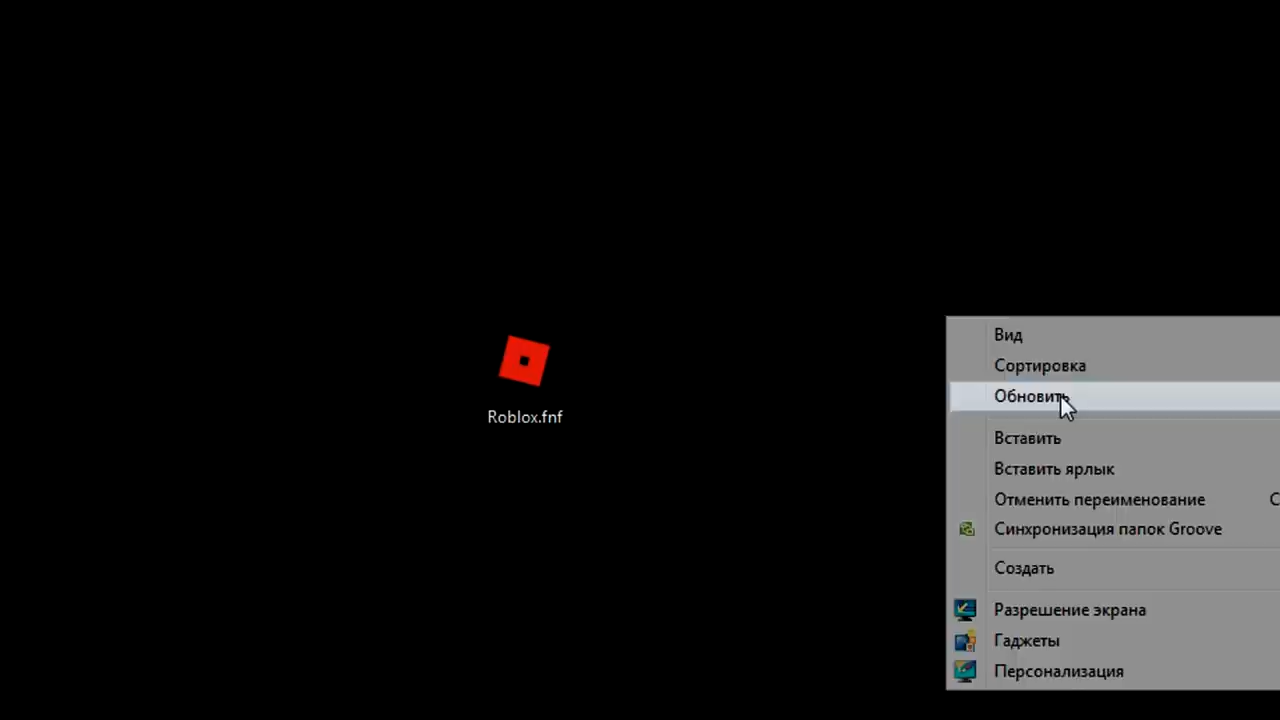 Roblox.fnf
Вид
Сортировка
Обновить
Вставить
Вставить ярлык
Отменить переименование С
Синхронизация папок Groove
Создать
Разрешение экрана
Гаджеты
Персонализация